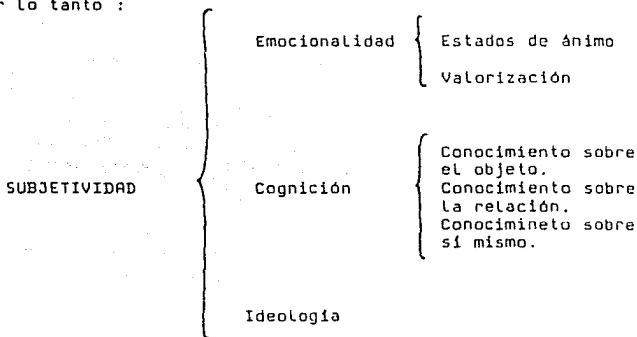 r lo tanto :
Emocionalidad
Estados de ánimo
Valorización
SUBJETIVIDAD
Cognición
Conocimiento sobre
el objeto.
Conocimiento sobre
la relación.
Conocimineto sobre
sí mismo.
Ideología